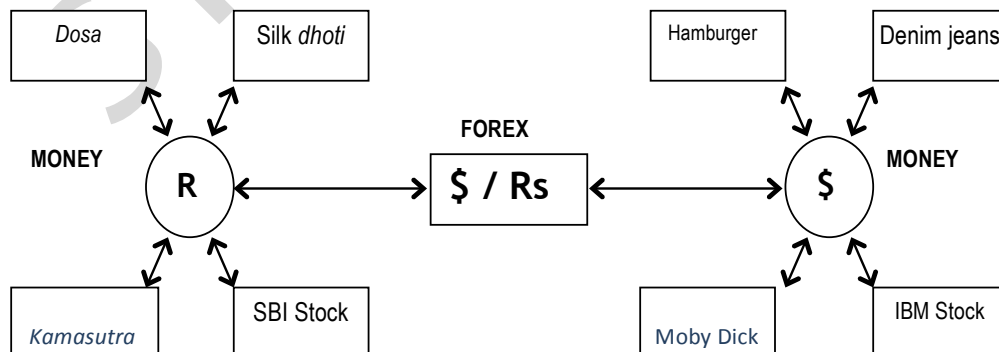 Dosa
Silk dhoti
Hamburger
Denim jeans
MONEY
R
FOREX
$ / Rs
$
MONEY
Kamasutra
SBI Stock
Moby Dick
IBM Stock